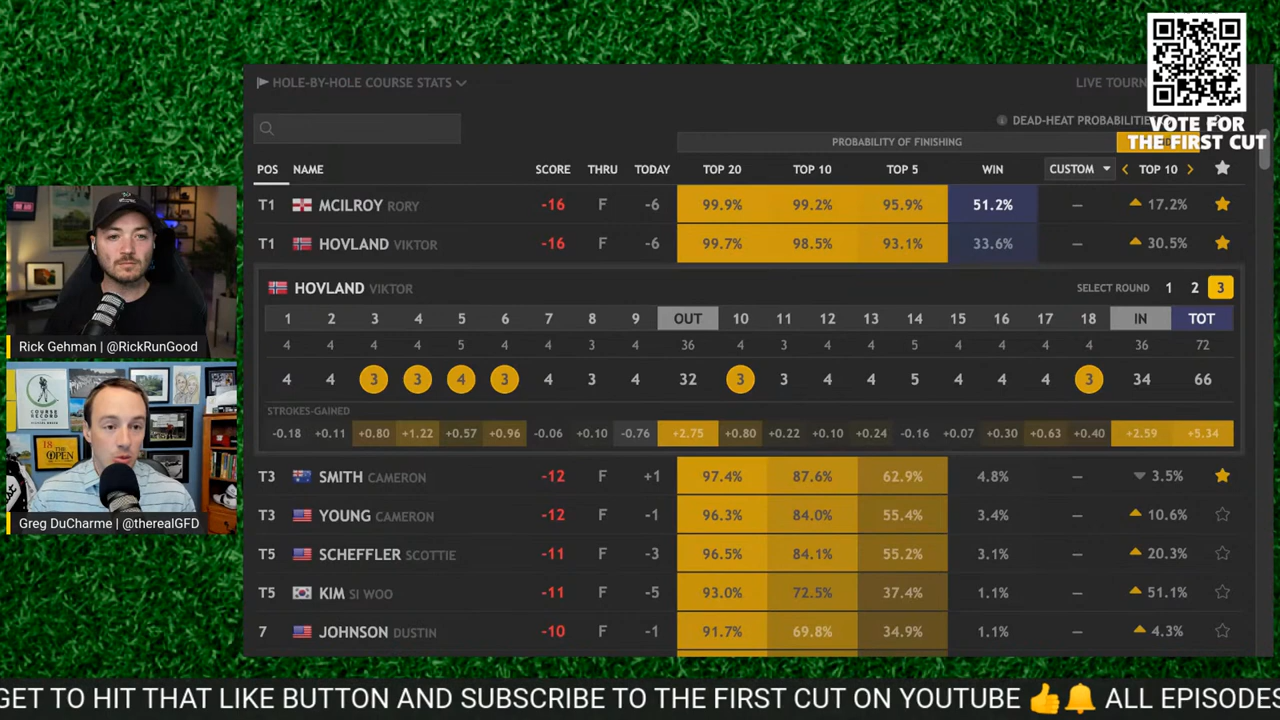 HOLE-BY-HOLE COURSE STATS
LIVE TOURN
DEAD-HEAT PROBABILITIE
VOTE FOR
THE FIRST CUT
PROBABILITY OF FINISHING
POS NAME SCORE THRU TODAY TOP 20 TOP 10 TOP 5 WIN CUSTOM TOP 10
T1 MCILROY RORY -16 F -6 99.9% 99.2% 95.9% 51.2% — 17.2%
T1 HOVLAND VIKTOR -16 F -6 99.7% 98.5% 93.1% 33.6% — 30.5%
HOVLAND VIKTOR SELECT ROUND 1 2 3
1 2 3 4 5 6 7 8 9 OUT 10 11 12 13 14 15 16 17 18 IN TOT
4 4 4 4 5 4 4 3 4 36 4 3 4 4 5 4 4 4 4 36 72
4 4 3 3 4 3 4 3 4 32 3 3 4 4 5 4 4 4 3 34 66
STROKES-GAINED
-0.18 +0.11 +0.80 +1.22 +0.57 +0.96 -0.06 +0.10 -0.76 +2.75 +0.80 +0.22 +0.10 +0.24 -0.16 +0.07 +0.30 +0.63 +0.40 +2.59 +5.34
T3 SMITH CAMERON -12 F +1 97.4% 87.6% 62.9% 4.8% — 3.5%
T3 YOUNG CAMERON -12 F -1 96.3% 84.0% 55.4% 3.4% — 10.6%
T5 SCHEFFLER SCOTTIE -11 F -3 96.5% 84.1% 55.2% 3.1% — 20.3%
T5 KIM SI WOO -11 F -5 93.0% 72.5% 37.4% 1.1% — 51.1%
7 JOHNSON DUSTIN -10 F -1 91.7% 69.8% 34.9% 1.1% — 4.3%
Rick Gehman | @RickRunGood
COURSE
RECORD
18
The OPEN
Greg DuCharme | @therealGFD
GET TO HIT THAT LIKE BUTTON AND SUBSCRIBE TO THE FIRST CUT ON YOUTUBE 👍🔔 ALL EPISODES